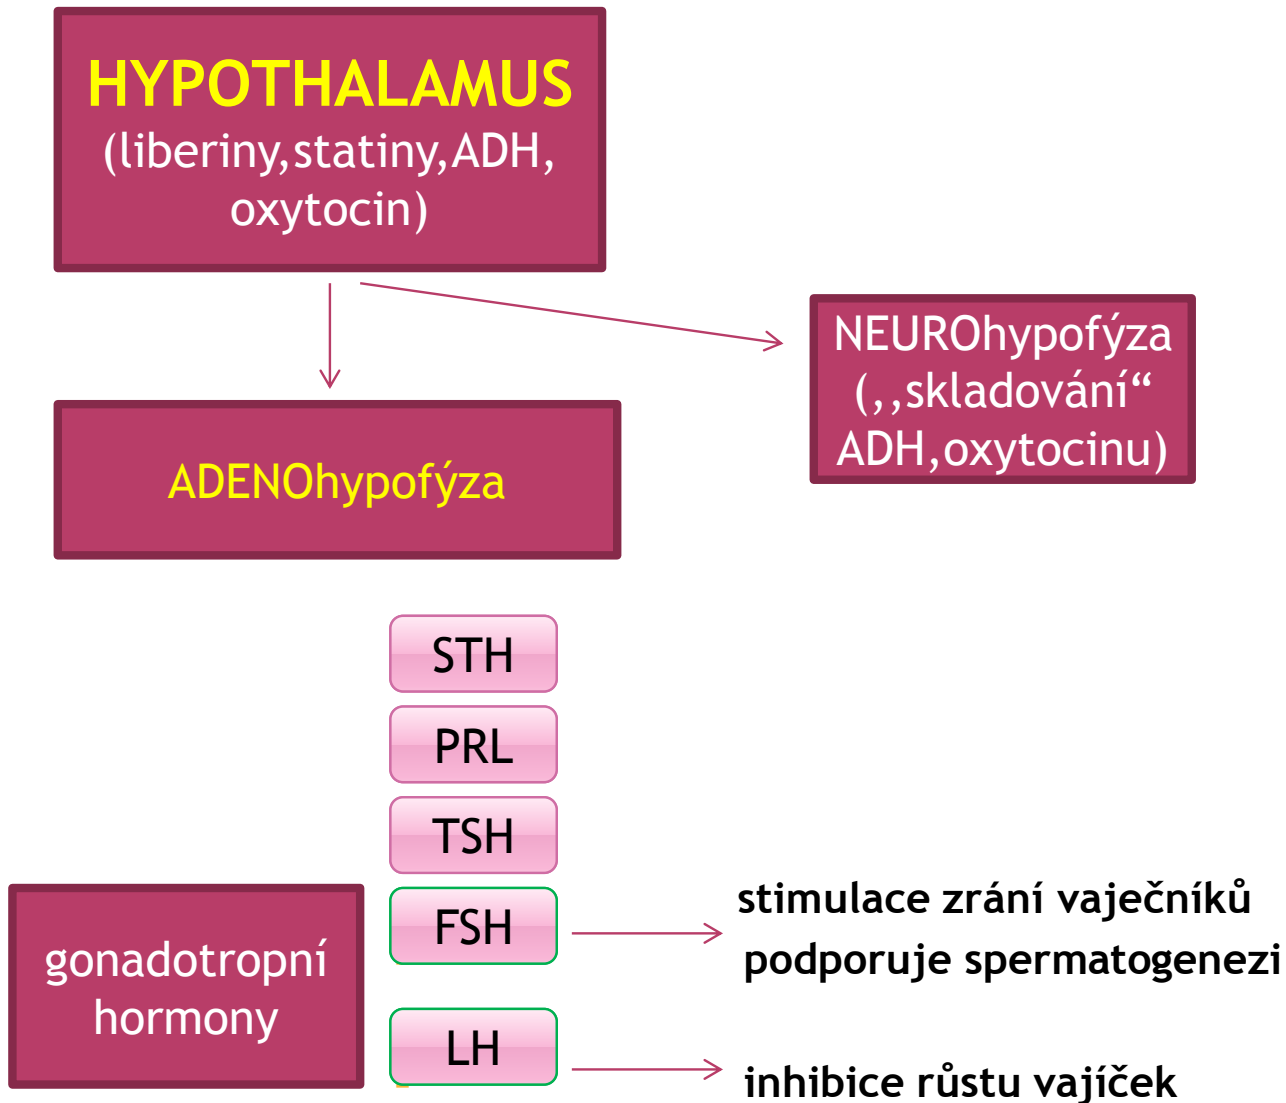 HYPOTHALAMUS
(liberiny,statiny,ADH,
oxytocin)
NEUROhypofýza
(,,skladování“
ADH,oxytocinu)
ADENOhypofýza
STH
PRL
TSH
FSH
stimulace zrání vaječníků
podporuje spermatogenezi
gonadotropní
hormony
LH
inhibice růstu vajíček